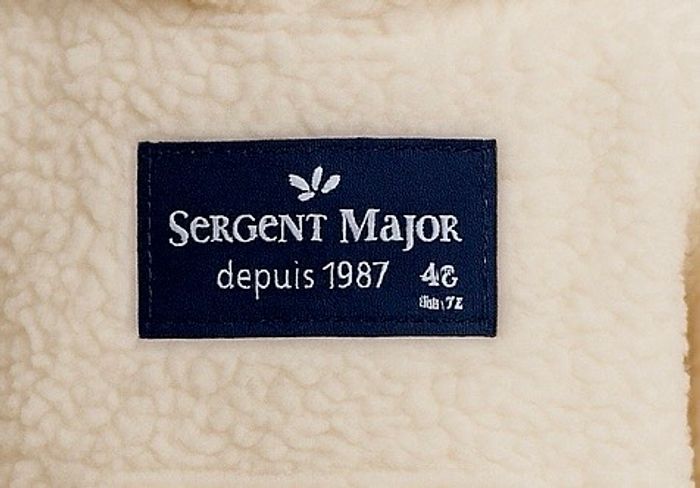 SERGENT MAJOR
depuis 1987